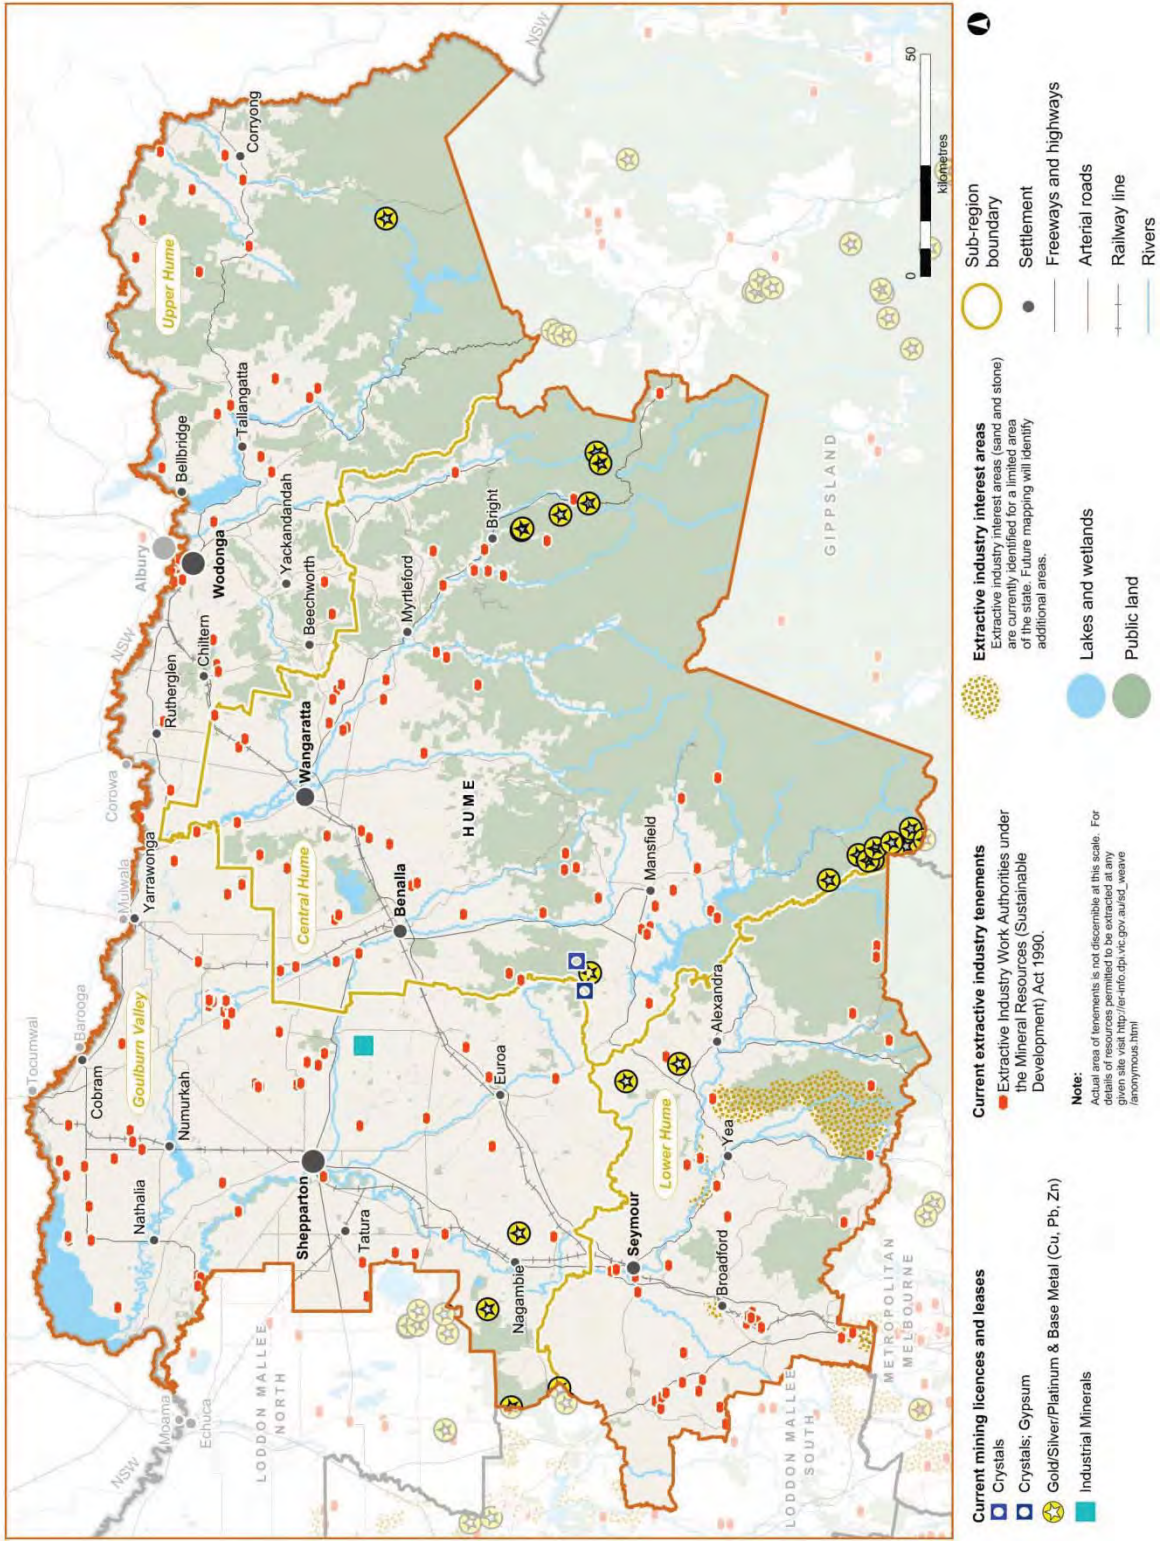 NSW
Tocumwal
Barooga
Cobram
Mulwala
Yarrawonga
Corowa
NSW
Rutherglen
Albury
Chiltern
Wodonga
Bellbridge
Tallangatta
Upper Hume
Corryong
NSW
Moama
Echuca
Nathalia
Numurkah
Goulburn Valley
Yackandandah
Beechworth
Wangaratta
Central Hume
Shepparton
Tatura
Benalla
Myrtleford
Bright
HUME
LODDON MALLEE
NORTH
Nagambie
Euroa
Mansfield
GIPPSLAND
Seymour
Lower Hume
Alexandra
Yea
Broadford
LODDON MALLEE
SOUTH
METROPOLITAN
MELBOURNE
0
50
kilometres
Current mining licences and leases
Crystals
Crystals; Gypsum
Gold/Silver/Platinum & Base Metal (Cu, Pb, Zn)
Industrial Minerals
Current extractive industry tenements
Extractive Industry Work Authorities under
the Mineral Resources (Sustainable
Development) Act 1990.
Note:
Actual area of tenements is not discernible at this scale. For
details of resources permitted to be extracted at any
given site visit http://er-info.dpi.vic.gov.au/sd_weave
/anonymous.html
Extractive industry interest areas
Extractive industry interest areas (sand and stone)
are currently identified for a limited area
of the state. Future mapping will identify
additional areas.
Lakes and wetlands
Public land
Sub-region
boundary
Settlement
Freeways and highways
Arterial roads
Railway line
Rivers